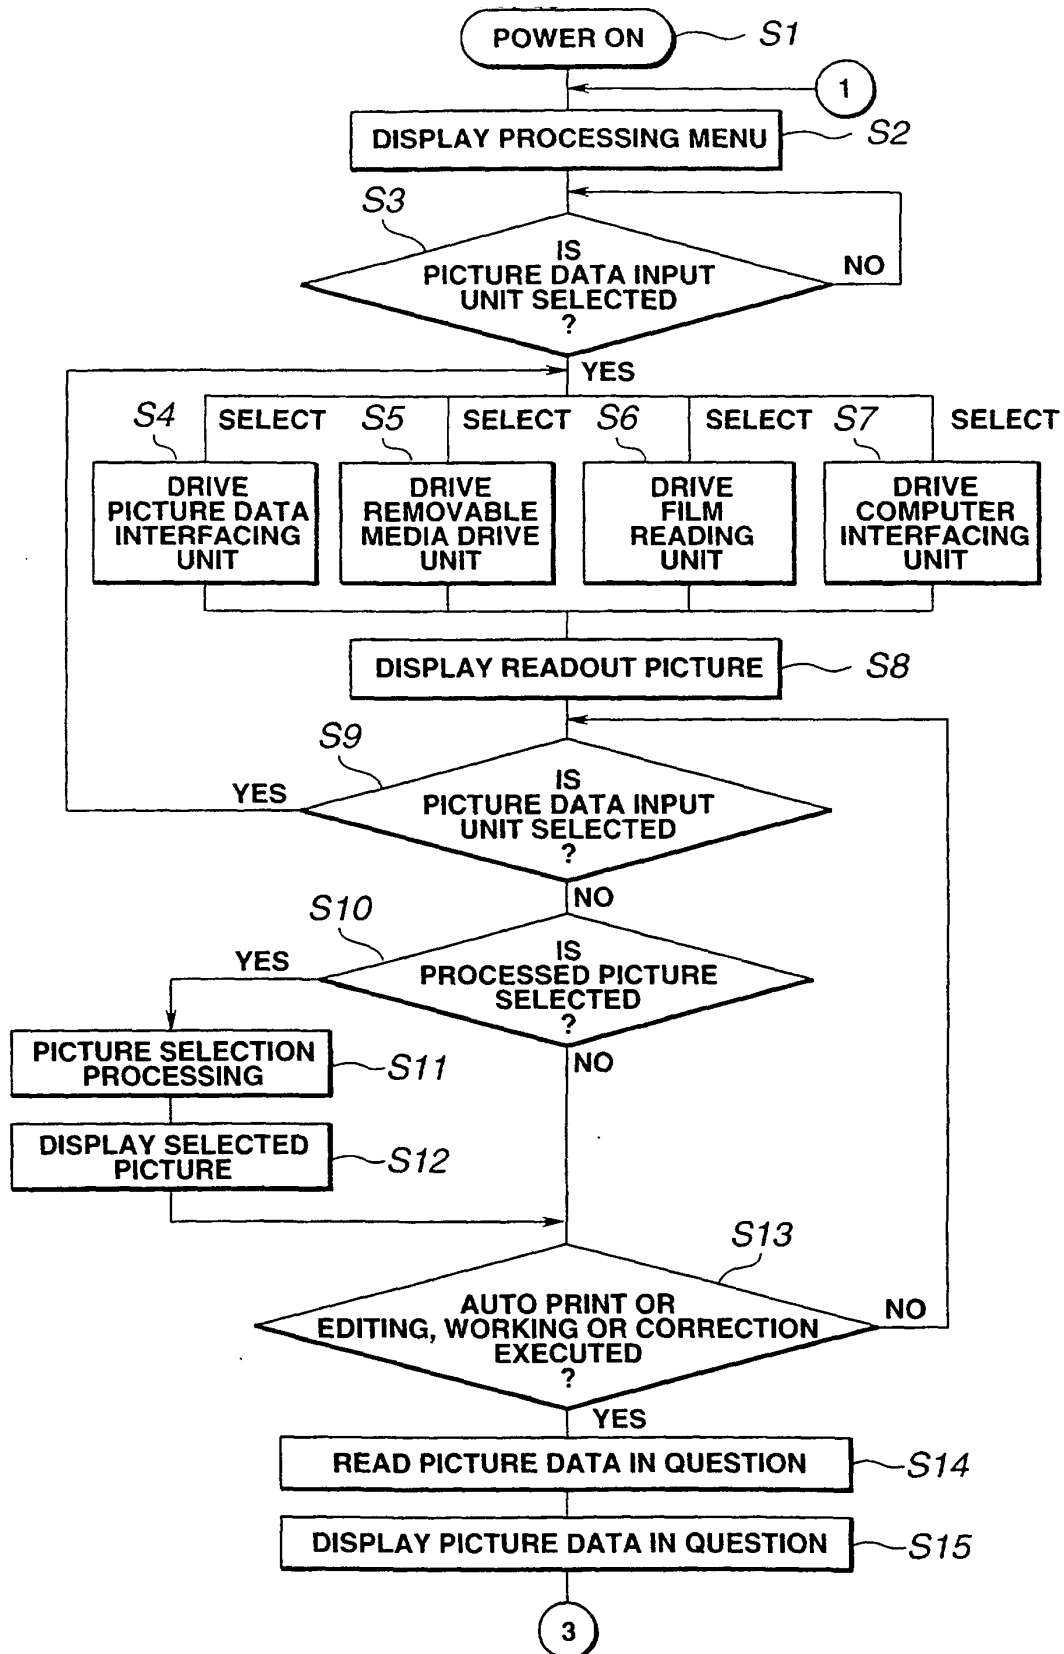 POWER ON
S1
1
DISPLAY PROCESSING MENU
S2
S3
IS
PICTURE DATA INPUT
UNIT SELECTED
?
NO
YES
S4
SELECT
S5
SELECT
S6
SELECT
S7
SELECT
DRIVE
PICTURE DATA
INTERFACING
UNIT
DRIVE
REMOVABLE
MEDIA DRIVE
UNIT
DRIVE
FILM
READING
UNIT
DRIVE
COMPUTER
INTERFACING
UNIT
DISPLAY READOUT PICTURE
S8
S9
YES
IS
PICTURE DATA INPUT
UNIT SELECTED
?
NO
S10
YES
IS
PROCESSED PICTURE
SELECTED
?
NO
PICTURE SELECTION
PROCESSING
S11
DISPLAY SELECTED
PICTURE
S12
S13
AUTO PRINT OR
EDITING, WORKING OR CORRECTION
EXECUTED
?
NO
YES
READ PICTURE DATA IN QUESTION
S14
DISPLAY PICTURE DATA IN QUESTION
S15
3